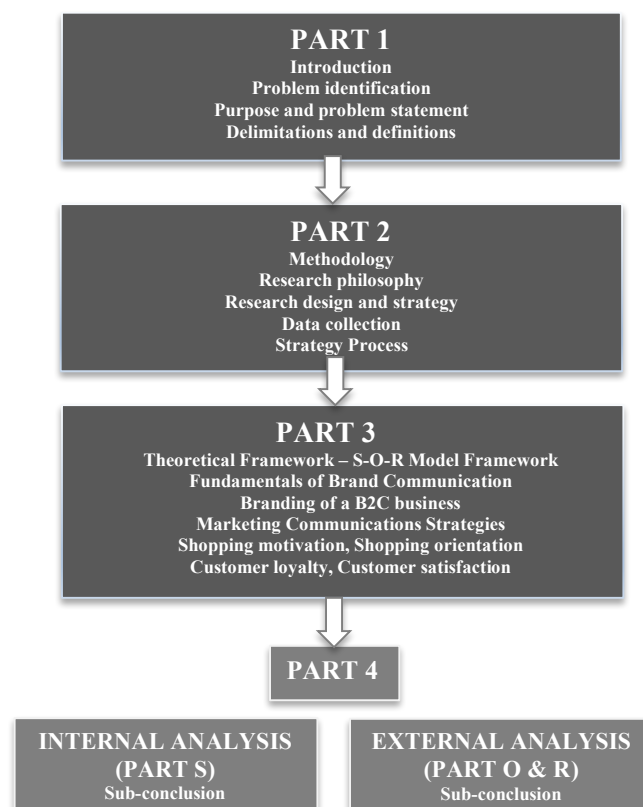 PART 1
Introduction
Problem identification
Purpose and problem statement
Delimitations and definitions
PART 2
Methodology
Research philosophy
Research design and strategy
Data collection
Strategy Process
PART 3
Theoretical Framework – S-O-R Model Framework
Fundamentals of Brand Communication
Branding of a B2C business
Marketing Communications Strategies
Shopping motivation, Shopping orientation
Customer loyalty, Customer satisfaction
PART 4
INTERNAL ANALYSIS
(PART S)
Sub-conclusion
EXTERNAL ANALYSIS
(PART O & R)
Sub-conclusion